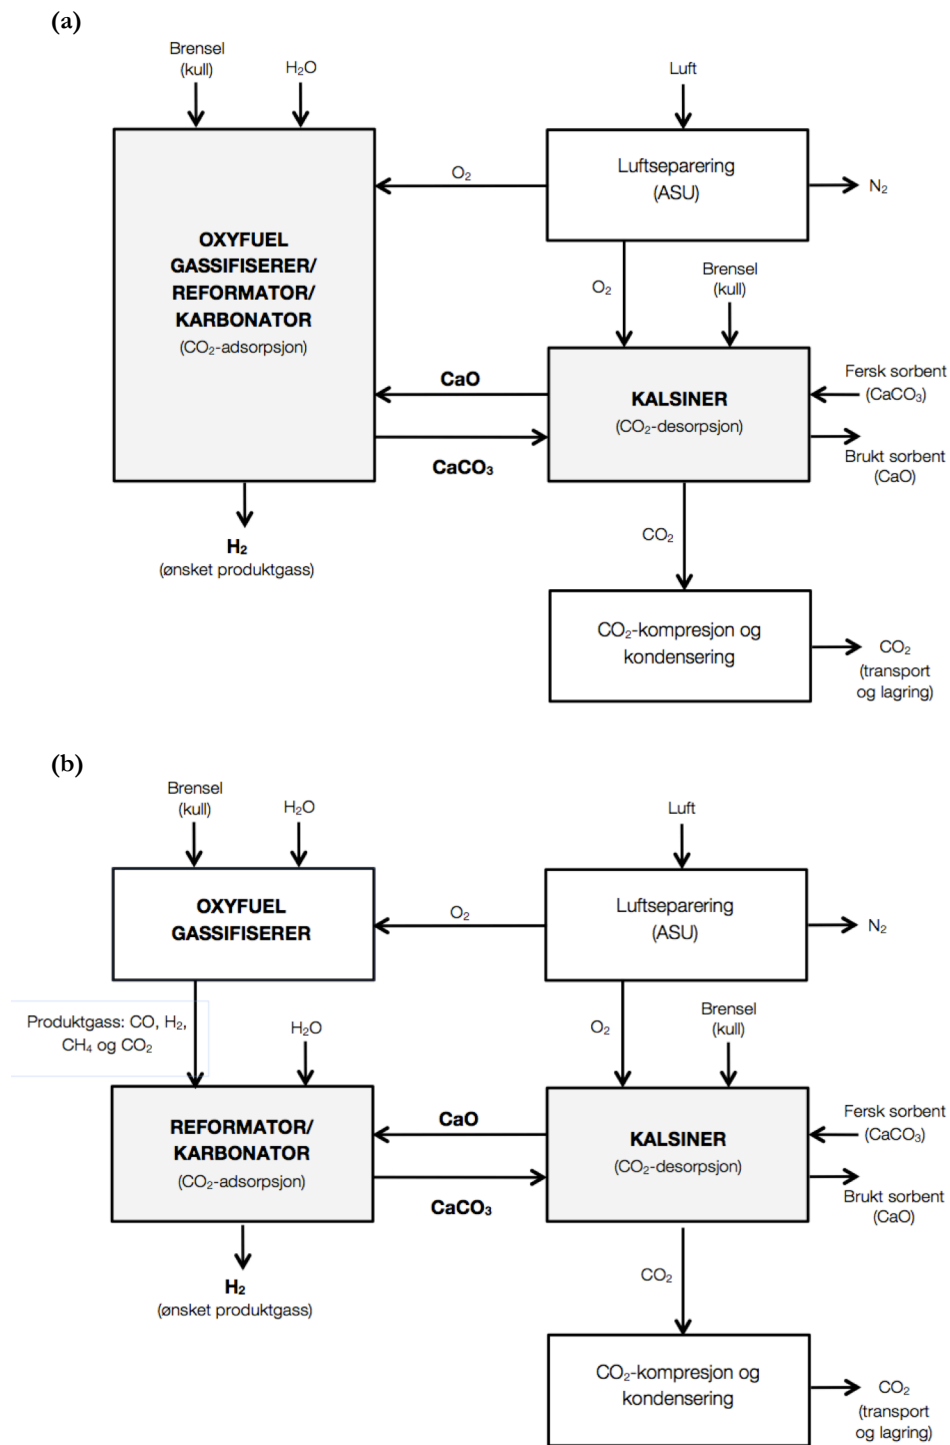 (a)
Brensel
(kull)
H₂O
Luft
O₂
Luftseparering
(ASU)
N₂
OXYFUEL
GASSIFISERER/
REFORMATOR/
KARBONATOR
(CO₂-adsorpsjon)
O₂
Brensel
(kull)
CaO
CaCO₃
KALSINER
(CO₂-desorpsjon)
Fersk sorbent
(CaCO₃)
Brukt sorbent
(CaO)
H₂
(ønsket produktgass)
CO₂
CO₂-kompresjon og
kondensering
CO₂
(transport
og lagring)
(b)
Brensel
(kull)
H₂O
Luft
OXYFUEL
GASSIFISERER
O₂
Luftseparering
(ASU)
N₂
Produktgass: CO, H₂,
CH₄ og CO₂
H₂O
O₂
Brensel
(kull)
REFORMATOR/
KARBONATOR
(CO₂-adsorpsjon)
CaO
CaCO₃
KALSINER
(CO₂-desorpsjon)
Fersk sorbent
(CaCO₃)
Brukt sorbent
(CaO)
H₂
(ønsket produktgass)
CO₂
CO₂-kompresjon og
kondensering
CO₂
(transport
og lagring)